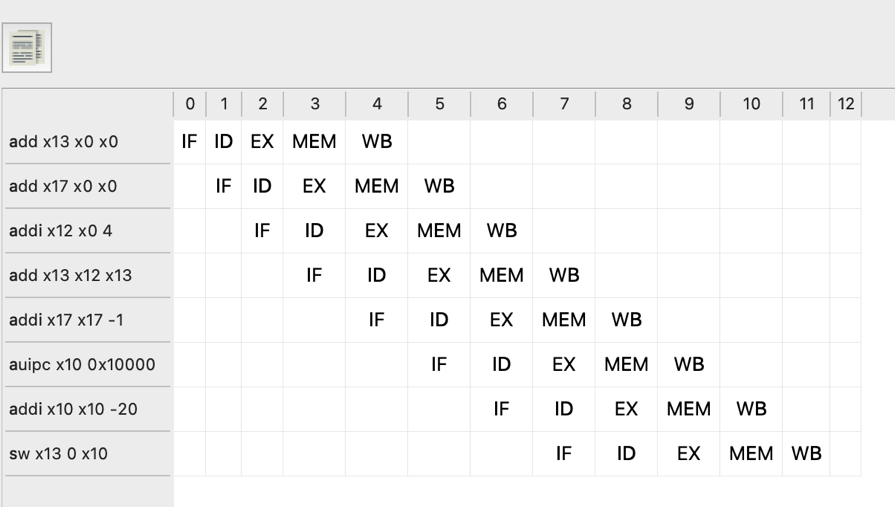 0 1 2 3 4 5 6 7 8 9 10 11 12
add x13 x0 x0 IF ID EX MEM WB
add x17 x0 x0 IF ID EX MEM WB
addi x12 x0 4 IF ID EX MEM WB
add x13 x12 x13 IF ID EX MEM WB
addi x17 x17 -1 IF ID EX MEM WB
auipc x10 0x10000 IF ID EX MEM WB
addi x10 x10 -20 IF ID EX MEM WB
sw x13 0 x10 IF ID EX MEM WB